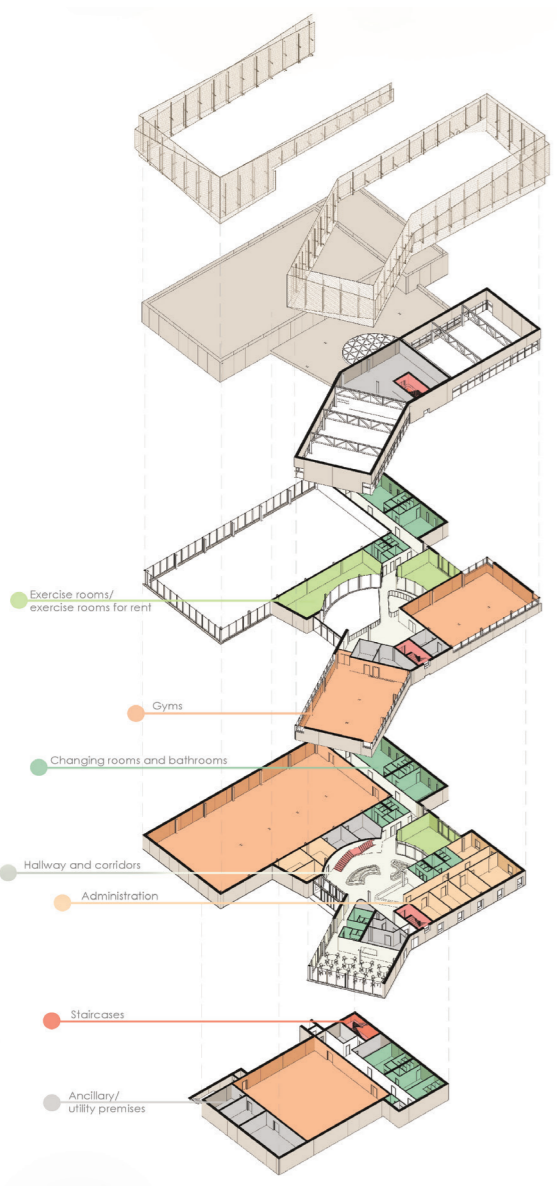 Exercise rooms/
exercise rooms for rent
Gyms
Changing rooms and bathrooms
Hallway and corridors
Administration
Staircases
Ancillary/
utility premises